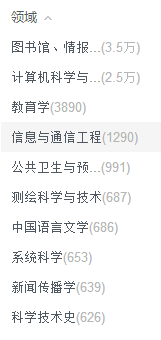 领域
图书馆、情报...(3.5万)
计算机科学与...(2.5万)
教育学(3890)
信息与通信工程(1290)
公共卫生与预...(991)
测绘科学与技术(687)
中国语言文学(686)
系统科学(653)
新闻传播学(639)
科学技术史(626)